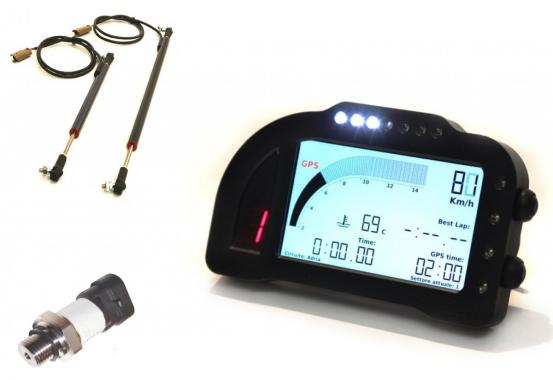 GPS
81
Km/h
2
4
6
8
10
12
14
1
69 c
Best Lap:
-:--.--
Time:
0:00.00
GPS time:
02:00
Circuito: Adria
Settore attuale: 1